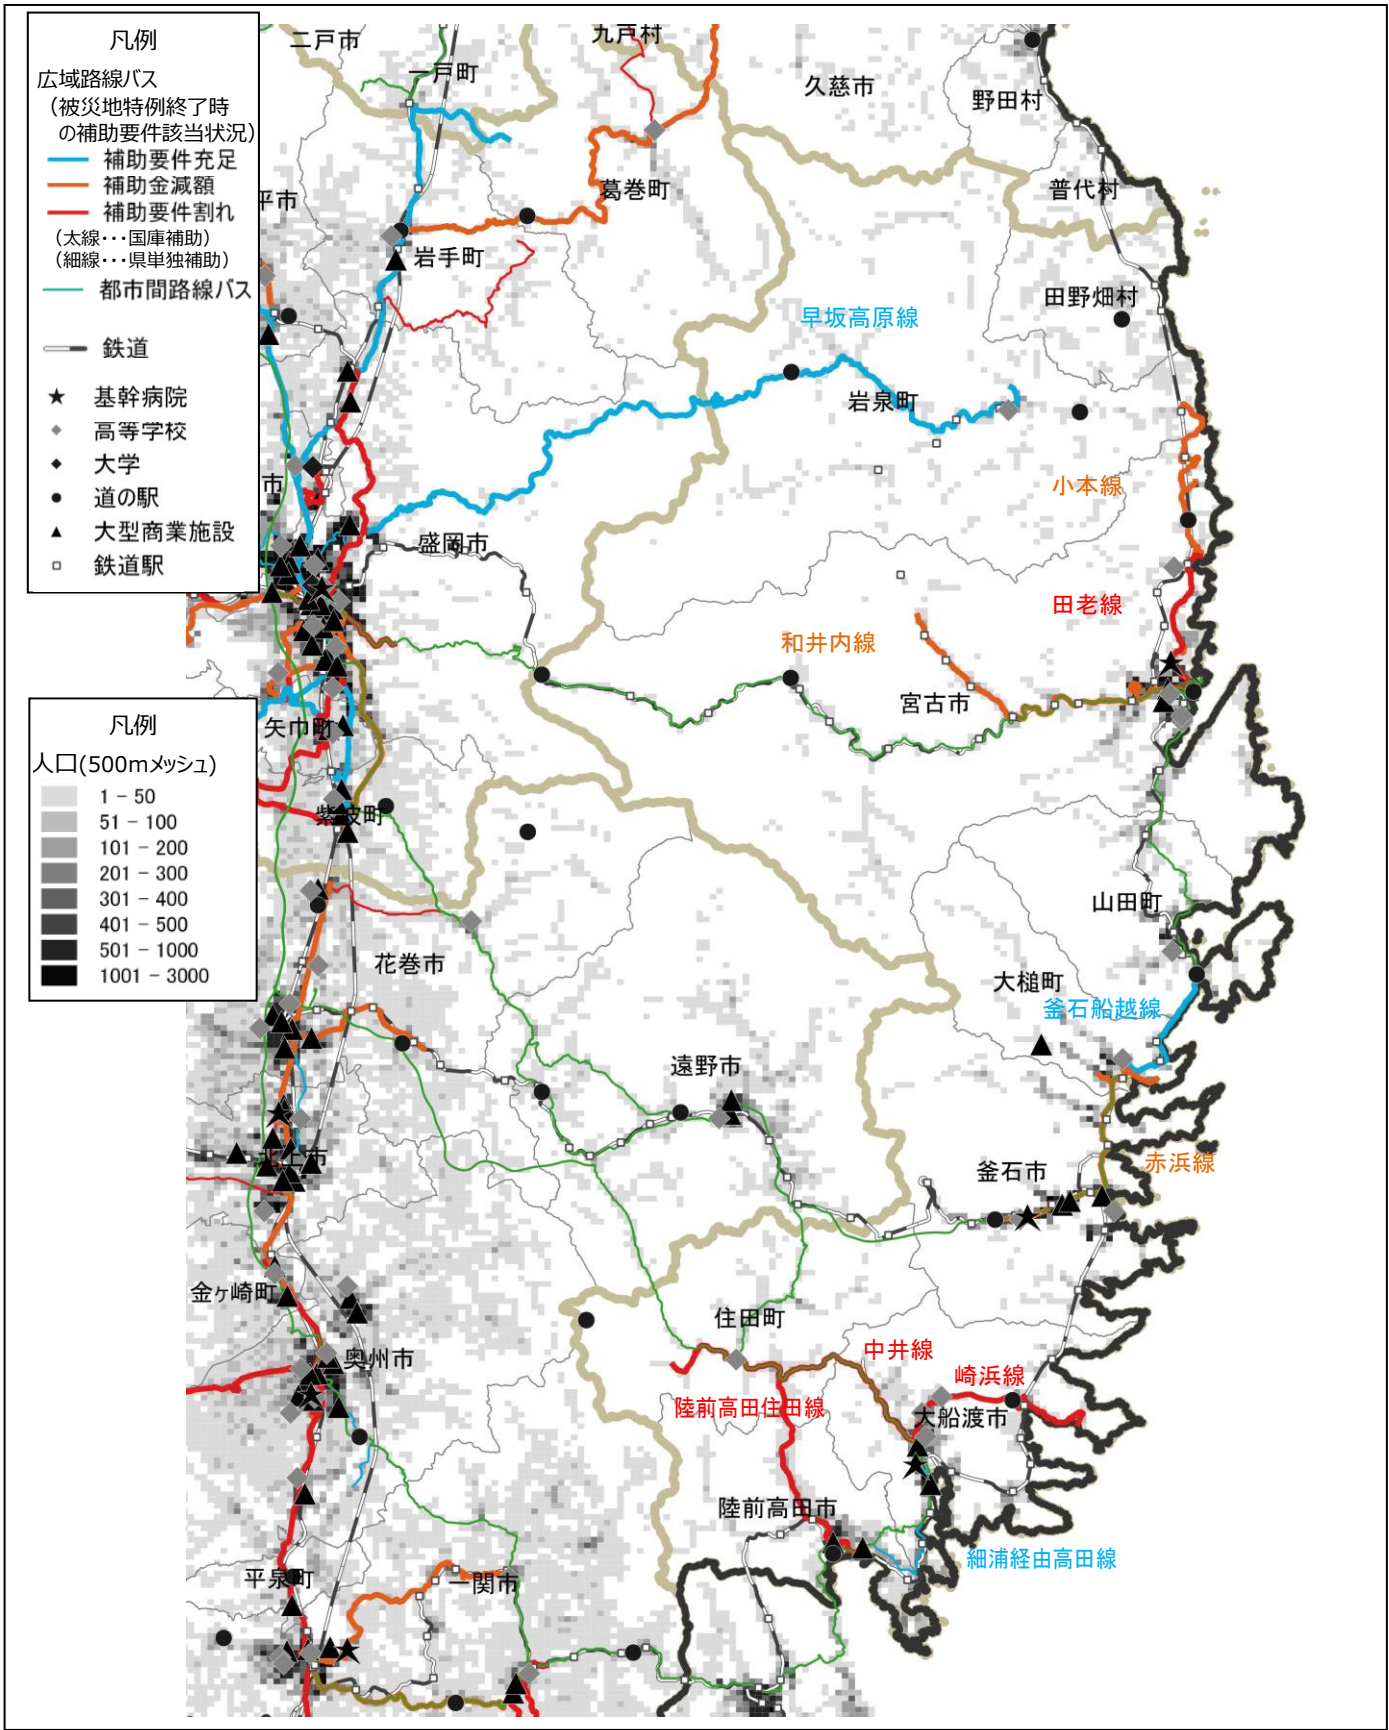 凡例
広域路線バス
(被災地特例終了時
の補助要件該当状況)
補助要件充足
補助金減額
補助要件割れ
(太線・・・国庫補助)
(細線・・・県単独補助)
都市間路線バス
鉄道
基幹病院
高等学校
大学
道の駅
大型商業施設
鉄道駅
凡例
人口(500mメッシュ)
1 － 50
51 － 100
101 － 200
201 － 300
301 － 400
401 － 500
501 － 1000
1001 － 3000
二戸市
九戸村
一戸町
久慈市
野田村
普代村
葛巻町
平市
岩手町
田野畑村
早坂高原線
岩泉町
市
小本線
盛岡市
田老線
和井内線
宮古市
矢巾町
紫波町
山田町
花巻市
大槌町
釜石船越線
遠野市
北上市
釜石市
赤浜線
金ヶ崎町
住田町
奥州市
中井線
崎浜線
陸前高田住田線
大船渡市
陸前高田市
細浦経由高田線
平泉町
一関市